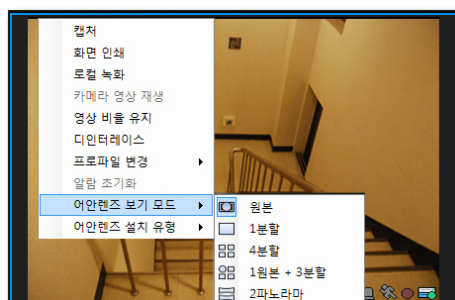 캡처
화면 인쇄
로컬 녹화
카메라 영상 재생
영상 비율 유지
디인터레이스
프로파일 변경
알람 초기화
어안렌즈 보기 모드
어안렌즈 설치 유형
원본
1분할
4분할
1원본 + 3분할
2파노라마